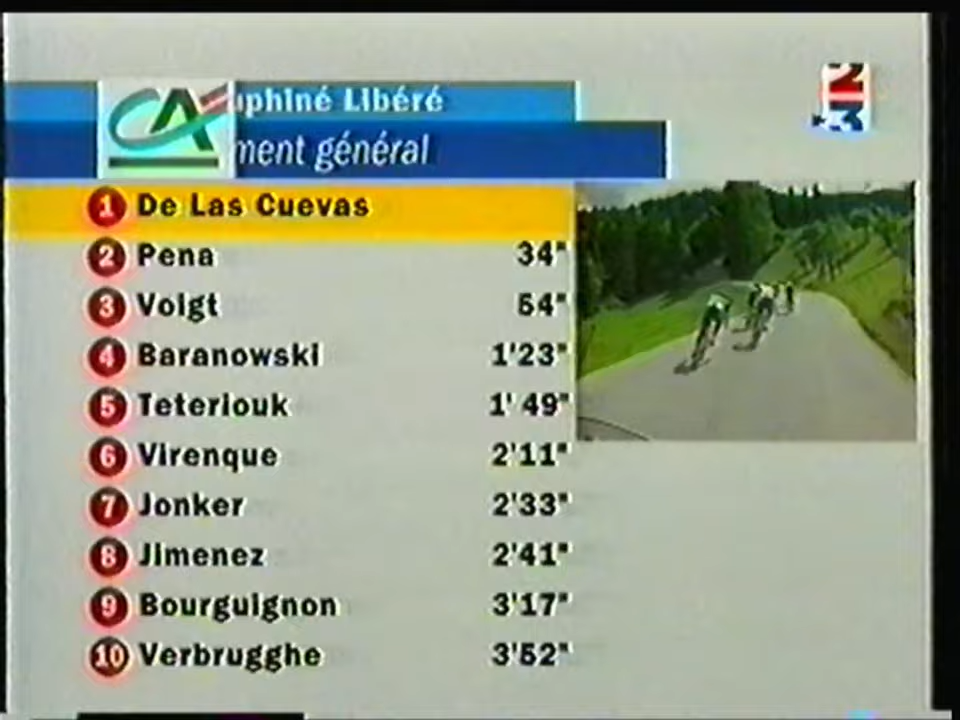 uphiné Libéré
ment général
1 De Las Cuevas
2 Pena 34"
3 Voigt 54"
4 Baranowski 1'23"
5 Teteriouk 1' 49"
6 Virenque 2'11"
7 Jonker 2'33"
8 Jimenez 2'41"
9 Bourguignon 3'17"
10 Verbrugghe 3'52"
CA
2
3